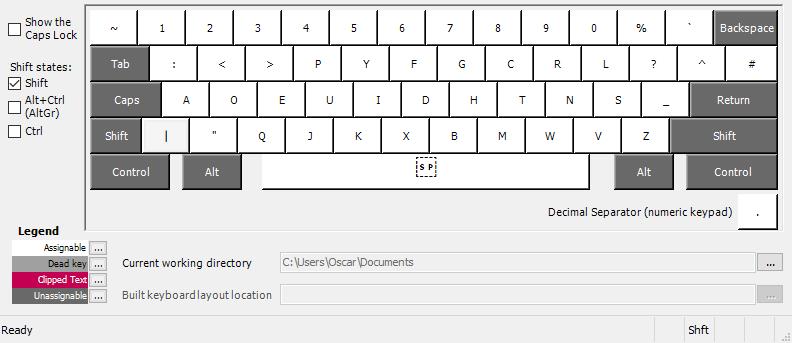 Show the
Caps Lock
Shift states:
Shift
Alt+Ctrl
(AltGr)
Ctrl
~ 1 2 3 4 5 6 7 8 9 0 % ` Backspace
Tab : < > P Y F G C R L ? ^ #
Caps A O E U I D H T N S _ Return
Shift | " Q J K X B M W V Z Shift
Control Alt SP Alt Control
Decimal Separator (numeric keypad) .
Legend
Assignable ...
Dead key ...
Clipped Text ...
Unassignable ...
Current working directory C:\Users\Oscar\Documents ...
Built keyboard layout location ...
Ready Shft